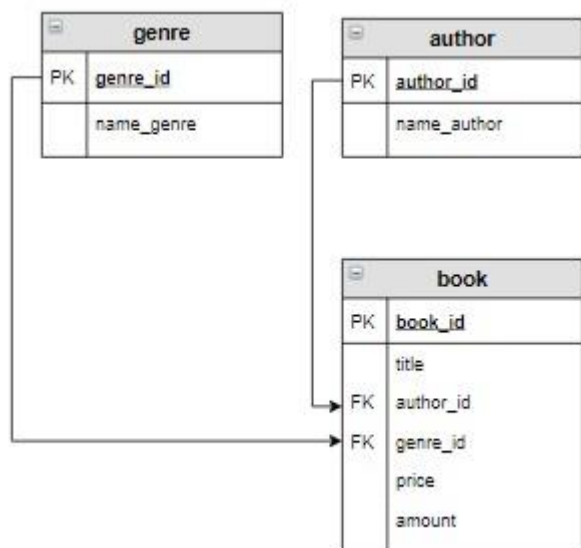 genre
PK genre_id
name_genre
author
PK author_id
name_author
book
PK book_id
title
FK author_id
FK genre_id
price
amount